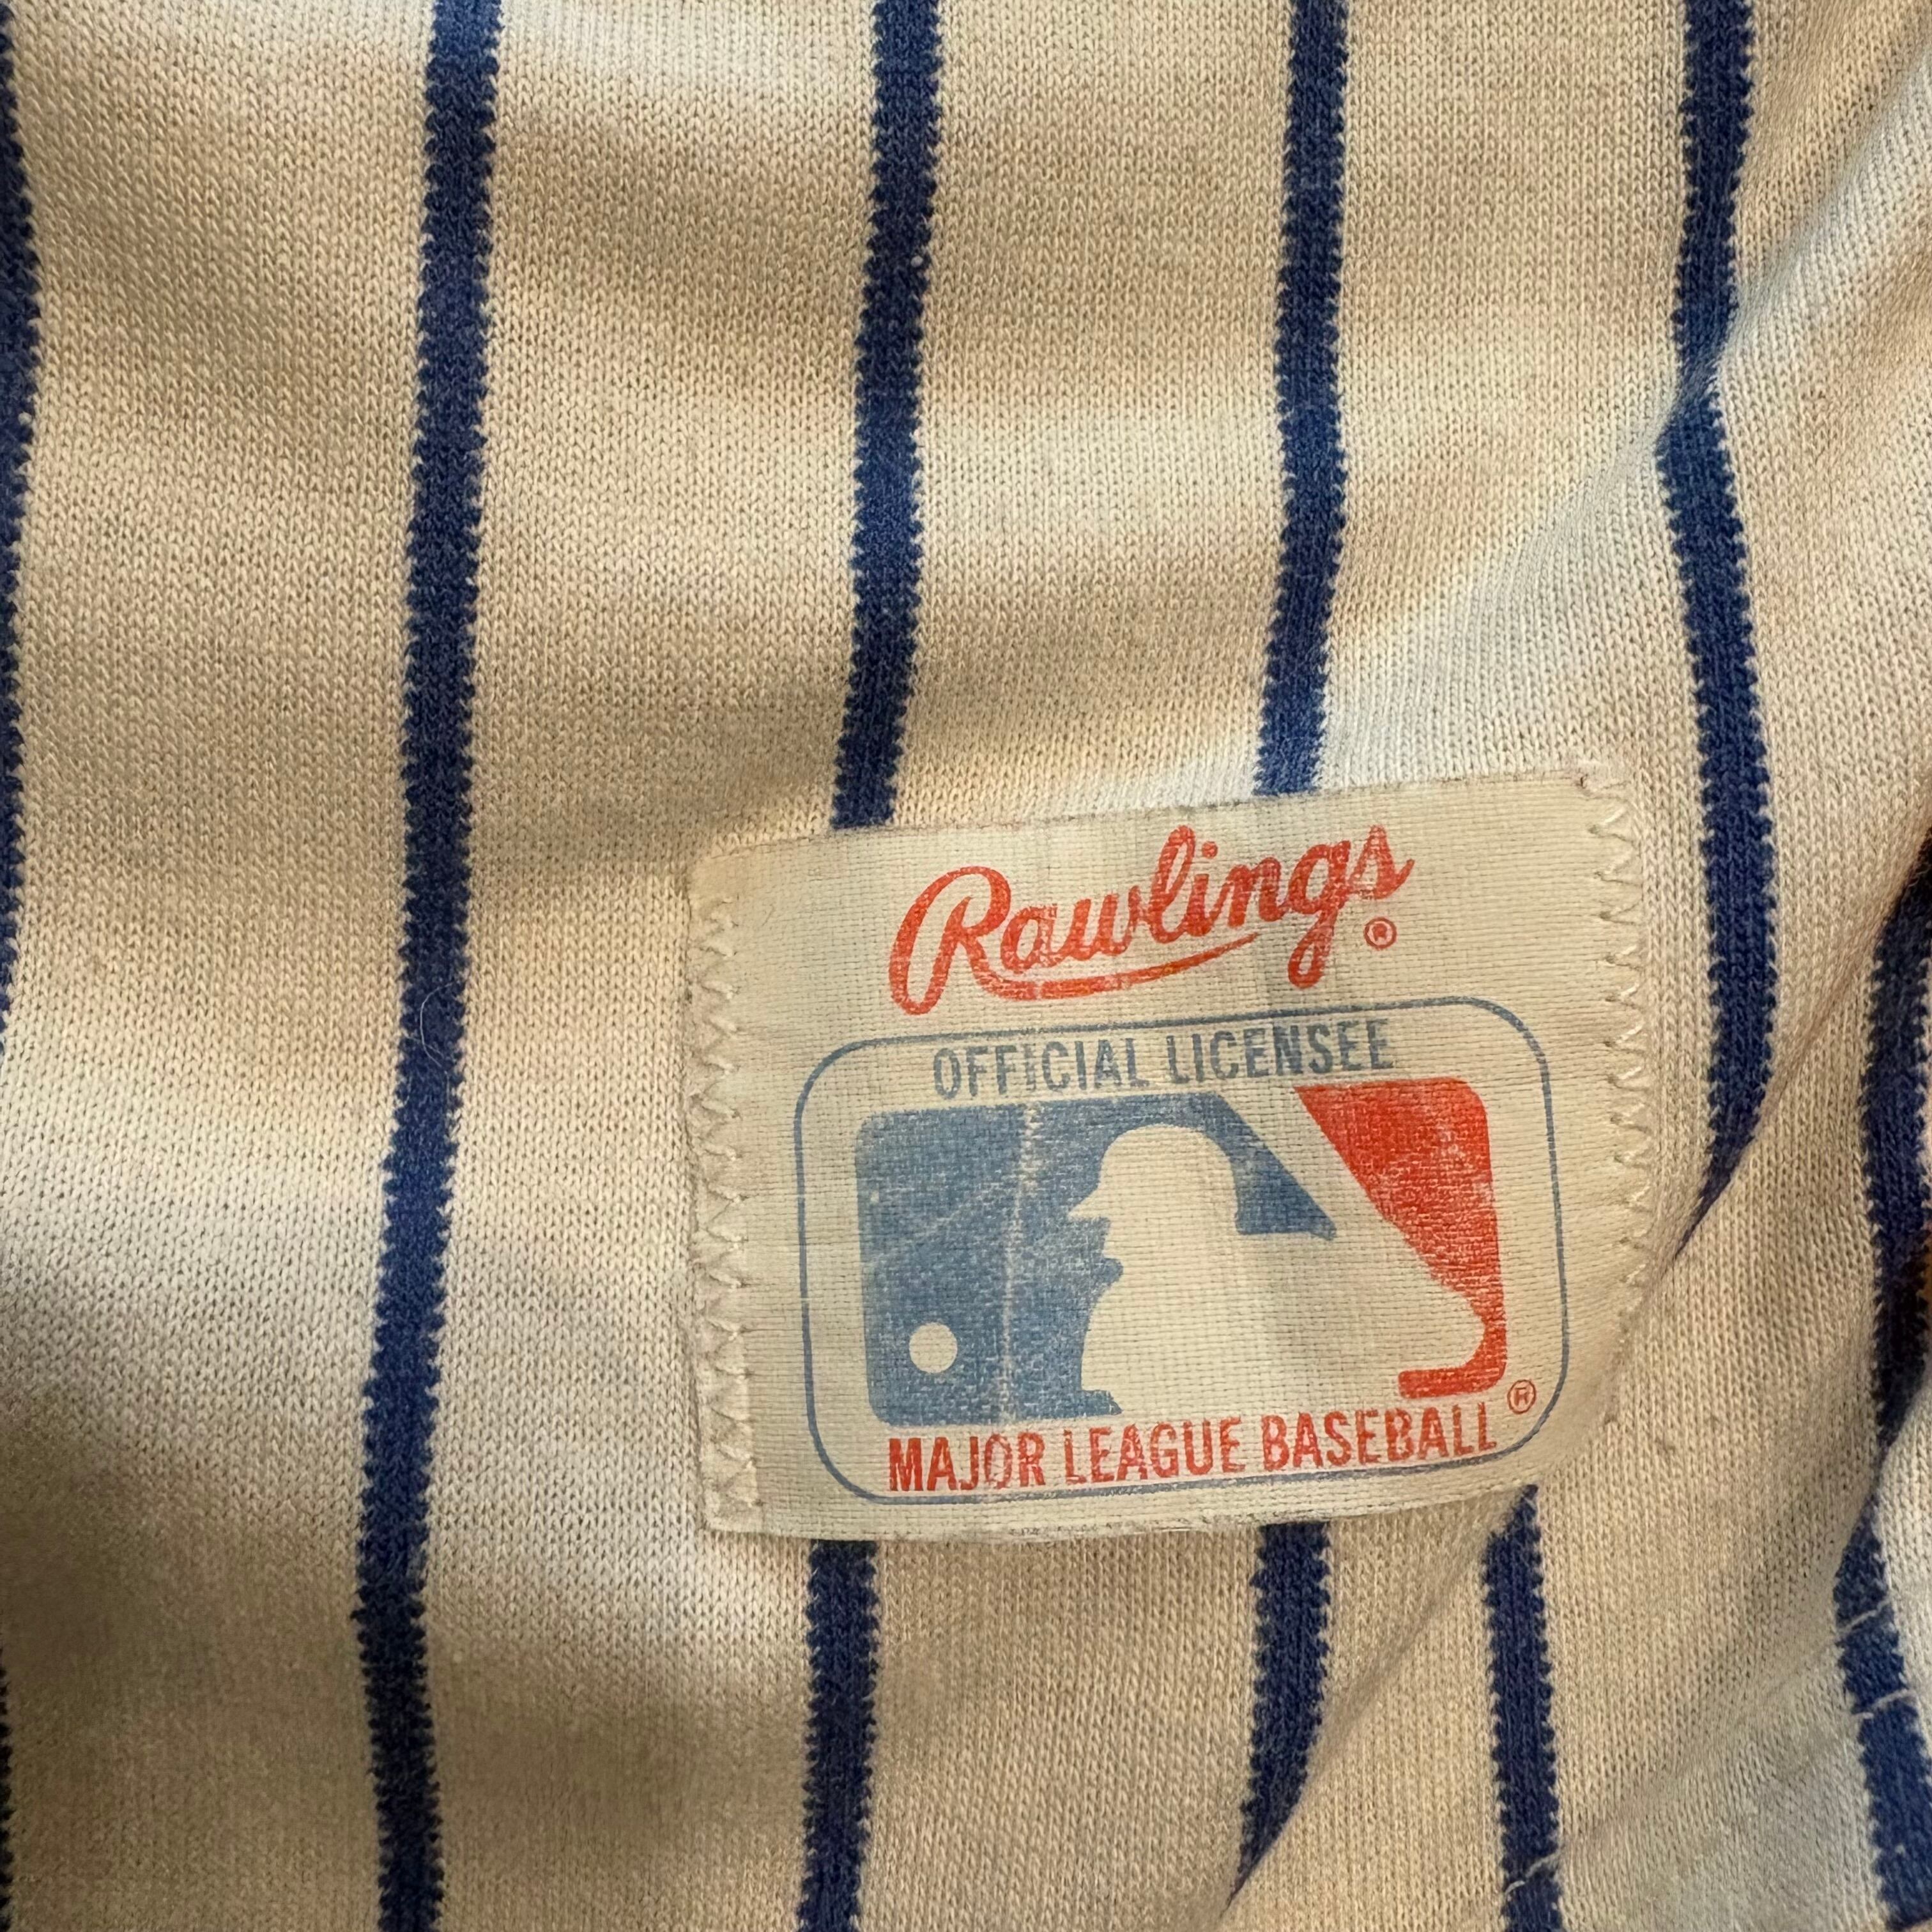 Rawlings ®
OFFICIAL LICENSEE
MAJOR LEAGUE BASEBALL ®